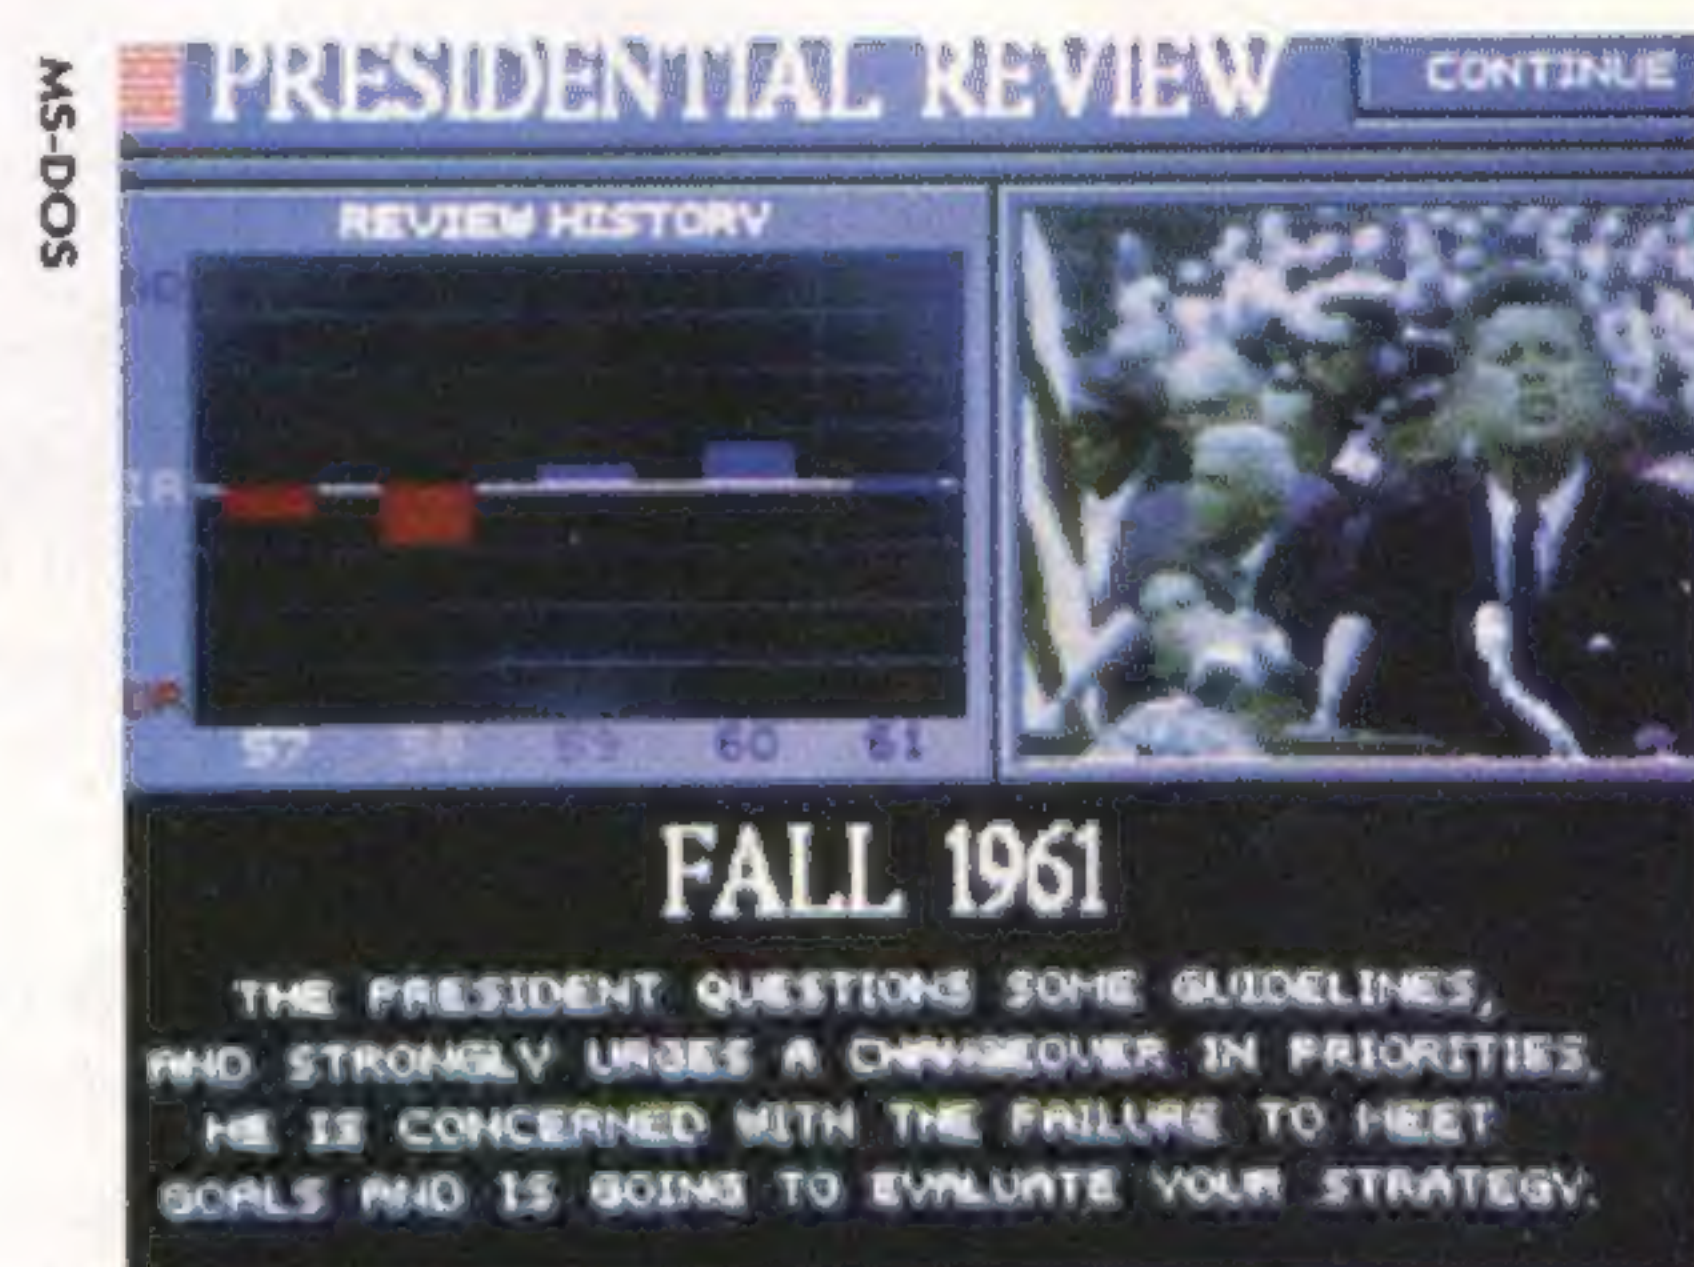 MS-DOS
PRESIDENTIAL REVIEW
CONTINUE
REVIEW HISTORY
57 58 59 60 61
FALL 1961
THE PRESIDENT QUESTIONS SOME GUIDELINES,
AND STRONGLY URGES A CHANGEOVER IN PRIORITIES.
HE IS CONCERNED WITH THE FAILURE TO MEET
GOALS AND IS GOING TO EVALUATE YOUR STRATEGY.